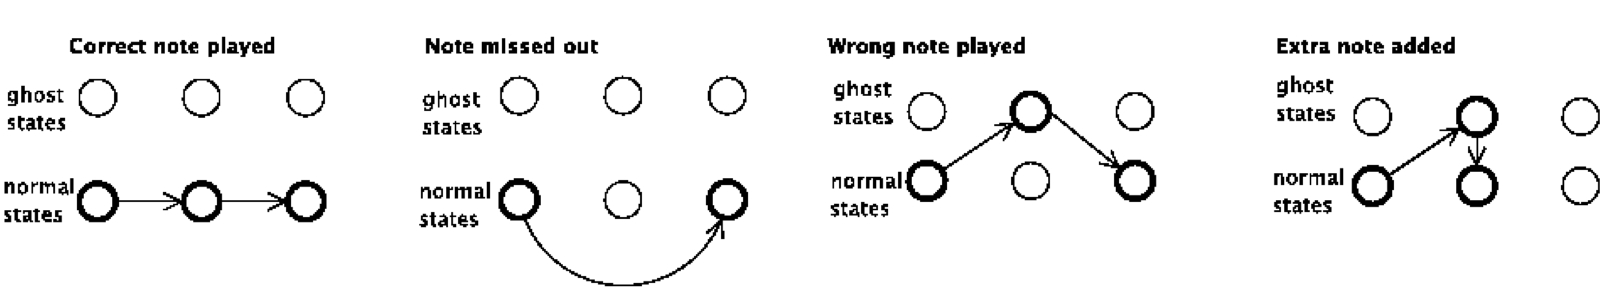 Correct note played
ghost
states
normal
states
Note missed out
ghost
states
normal
states
Wrong note played
ghost
states
normal
states
Extra note added
ghost
states
normal
states